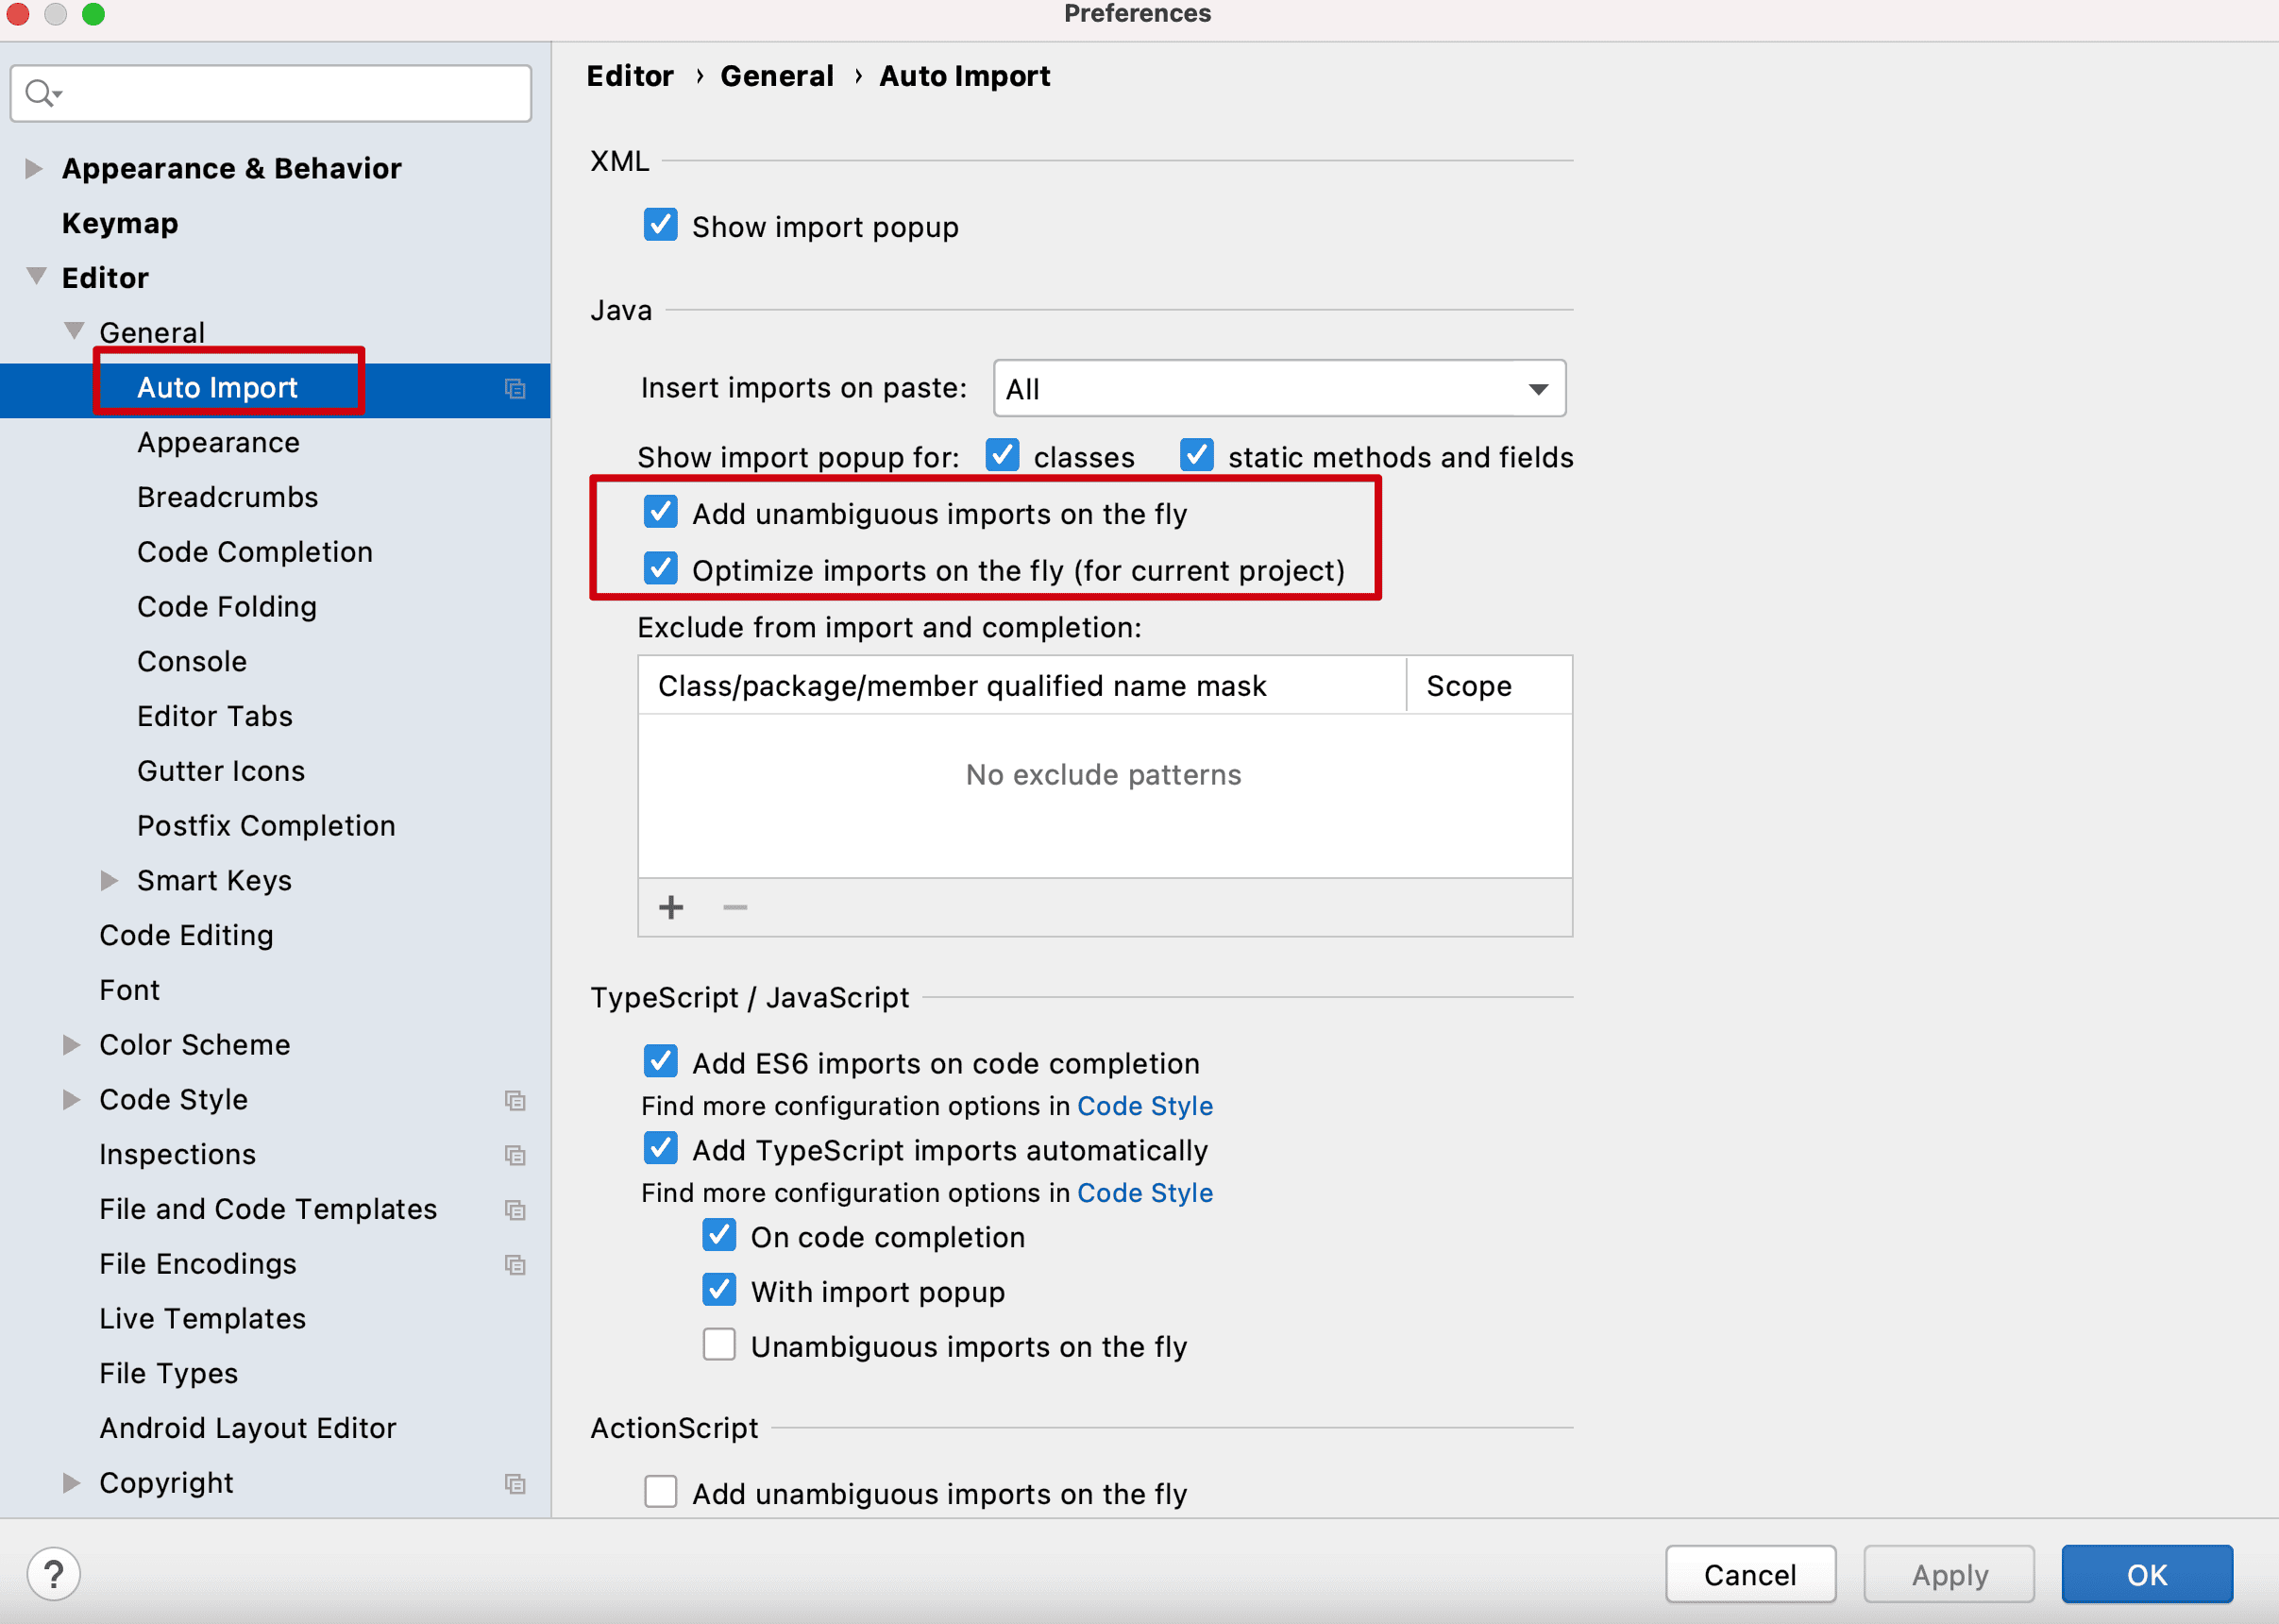 Preferences
Appearance & Behavior
Keymap
Editor
General
Auto Import
Appearance
Breadcrumbs
Code Completion
Code Folding
Console
Editor Tabs
Gutter Icons
Postfix Completion
Smart Keys
Code Editing
Font
Color Scheme
Code Style
Inspections
File and Code Templates
File Encodings
Live Templates
File Types
Android Layout Editor
Copyright
Editor › General › Auto Import
XML
Show import popup
Java
Insert imports on paste: All
Show import popup for: classes static methods and fields
Add unambiguous imports on the fly
Optimize imports on the fly (for current project)
Exclude from import and completion:
Class/package/member qualified name mask Scope
No exclude patterns
TypeScript / JavaScript
Add ES6 imports on code completion
Find more configuration options in Code Style
Add TypeScript imports automatically
Find more configuration options in Code Style
On code completion
With import popup
Unambiguous imports on the fly
ActionScript
Add unambiguous imports on the fly
? Cancel Apply OK